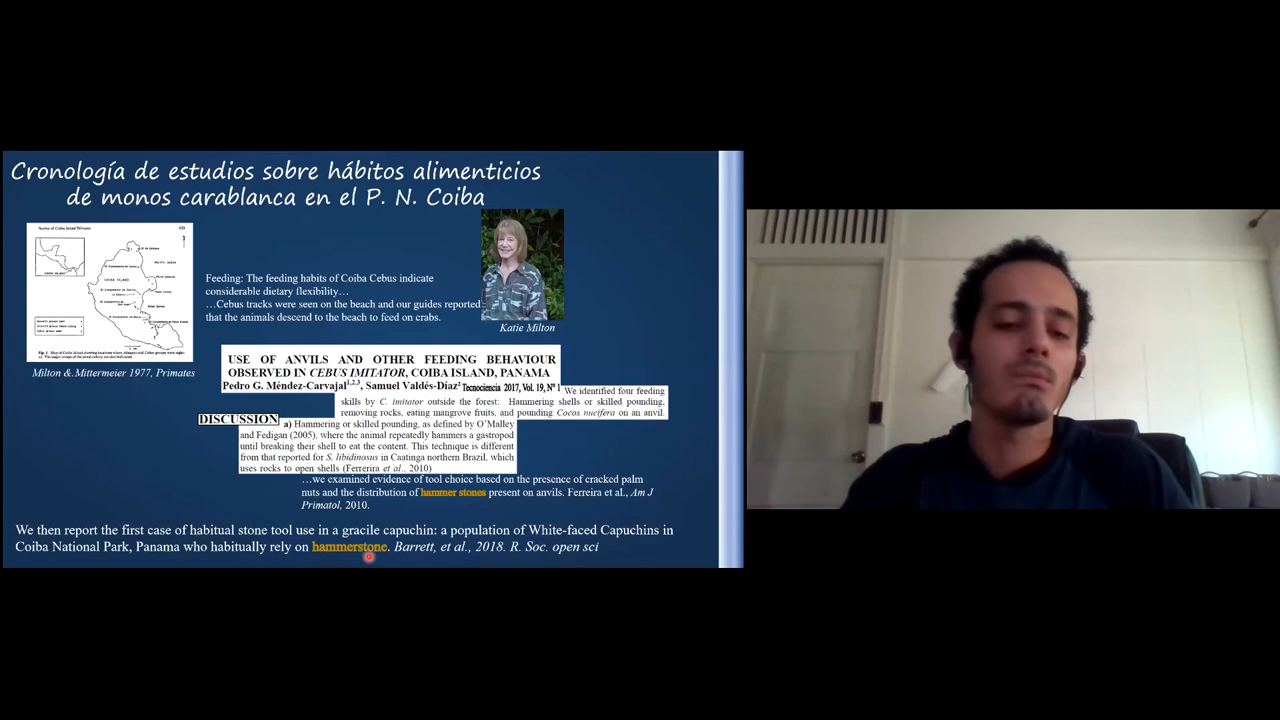 Cronología de estudios sobre hábitos alimenticios
de monos carablanca en el P. N. Coiba
Survey of Coiba Island Primates
Milton & Mittermeier 1977, Primates
Feeding: The feeding habits of Coiba Cebus indicate
considerable dietary flexibility…
…Cebus tracks were seen on the beach and our guides reported
that the animals descend to the beach to feed on crabs.
Katie Milton
USE OF ANVILS AND OTHER FEEDING BEHAVIOUR
OBSERVED IN CEBUS IMITATOR, COIBA ISLAND, PANAMA
Pedro G. Méndez-Carvajal1,2,3, Samuel Valdés-Díaz2 Tecnociencia 2017, Vol. 19, Nº 1
We identified four feeding
skills by C. imitator outside the forest: Hammering shells or skilled pounding,
removing rocks, eating mangrove fruits, and pounding Cocos nucifera on an anvil.
DISCUSSION
a) Hammering or skilled pounding, as defined by O'Malley
and Fedigan (2005), where the animal repeatedly hammers a gastropod
until breaking their shell to eat the content. This technique is different
from that reported for S. libidinosus in Caatinga northern Brazil, which
uses rocks to open shells (Ferrerira et al., 2010)
…we examined evidence of tool choice based on the presence of cracked palm
nuts and the distribution of hammer stones present on anvils. Ferreira et al., Am J
Primatol, 2010.
We then report the first case of habitual stone tool use in a gracile capuchin: a population of White-faced Capuchins in
Coiba National Park, Panama who habitually rely on hammerstone. Barrett, et al., 2018. R. Soc. open sci